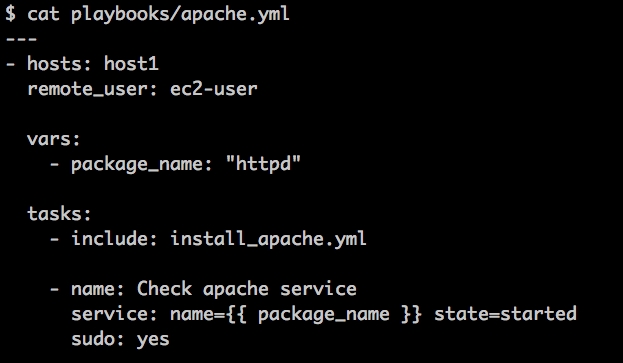 $ cat playbooks/apache.yml
---
- hosts: host1
  remote_user: ec2-user

  vars:
    - package_name: "httpd"

  tasks:
    - include: install_apache.yml

    - name: Check apache service
      service: name={{ package_name }} state=started
      sudo: yes